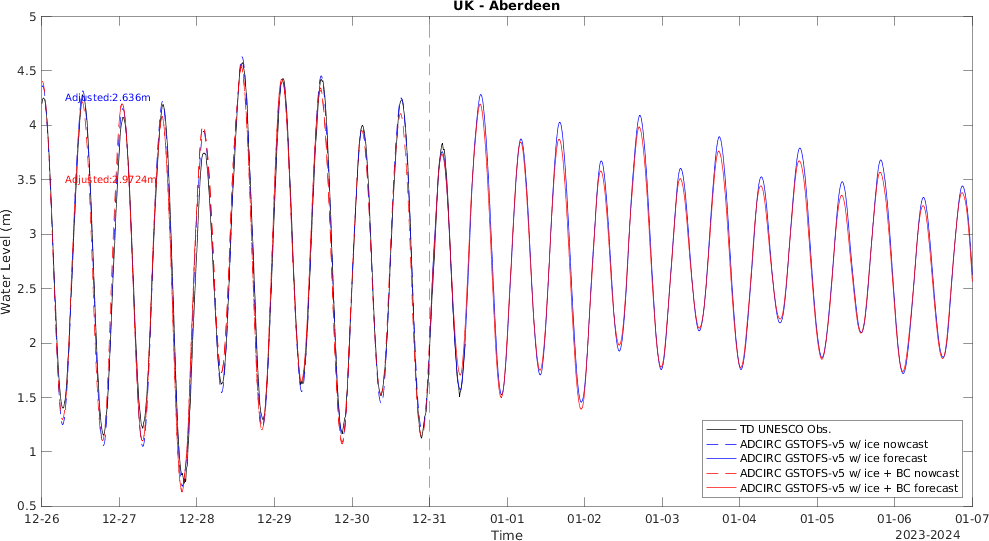 UK - Aberdeen
5
4.5
4
3.5
3
2.5
2
1.5
1
0.5
Water Level (m)
Adjusted:2.636m
Adjusted:2.9724m
TD UNESCO Obs.
ADCIRC GSTOFS-v5 w/ ice nowcast
ADCIRC GSTOFS-v5 w/ ice forecast
ADCIRC GSTOFS-v5 w/ ice + BC nowcast
ADCIRC GSTOFS-v5 w/ ice + BC forecast
12-26 12-27 12-28 12-29 12-30 12-31 01-01 01-02 01-03 01-04 01-05 01-06 01-07
Time
2023-2024